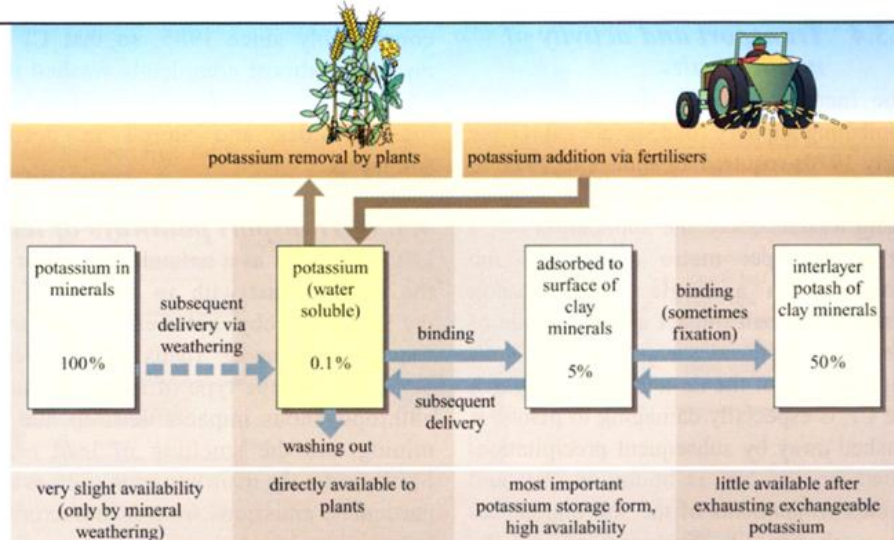 potassium removal by plants
potassium addition via fertilisers
potassium in
minerals
100%
subsequent
delivery via
weathering
potassium
(water
soluble)
0.1%
binding
subsequent
delivery
adsorbed to
surface of
clay
minerals
5%
binding
(sometimes
fixation)
interlayer
potash of
clay minerals
50%
washing out
very slight availability
(only by mineral
weathering)
directly available to
plants
most important
potassium storage form,
high availability
little available after
exhausting exchangeable
potassium